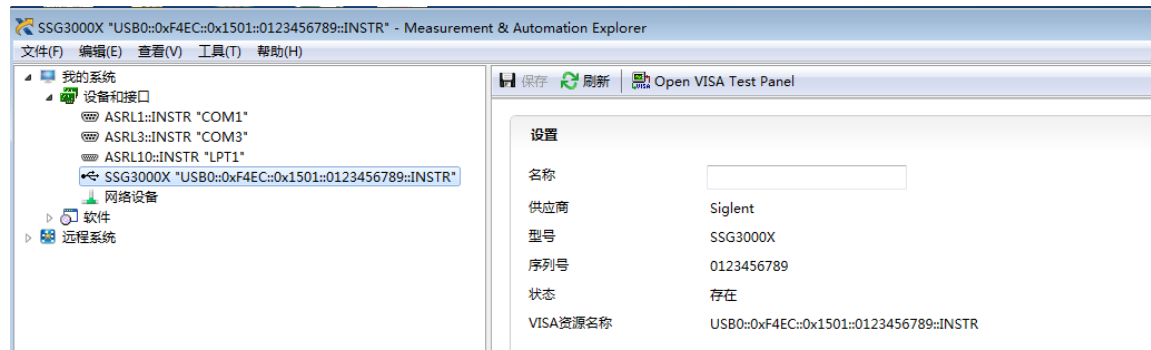 SSG3000X "USB0::0xF4EC::0x1501::0123456789::INSTR" - Measurement & Automation Explorer
文件(F) 编辑(E) 查看(V) 工具(T) 帮助(H)
我的系统
设备和接口
ASRL1::INSTR "COM1"
ASRL3::INSTR "COM3"
ASRL10::INSTR "LPT1"
SSG3000X "USB0::0xF4EC::0x1501::0123456789::INSTR"
网络设备
软件
远程系统
保存 刷新 Open VISA Test Panel
设置
名称
供应商 Siglent
型号 SSG3000X
序列号 0123456789
状态 存在
VISA资源名称 USB0::0xF4EC::0x1501::0123456789::INSTR